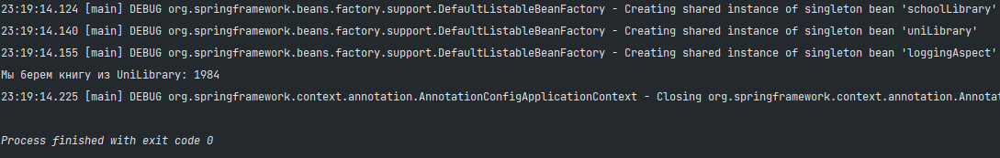 23:19:14.124 [main] DEBUG org.springframework.beans.factory.support.DefaultListableBeanFactory - Creating shared instance of singleton bean 'schoolLibrary'
23:19:14.140 [main] DEBUG org.springframework.beans.factory.support.DefaultListableBeanFactory - Creating shared instance of singleton bean 'uniLibrary'
23:19:14.155 [main] DEBUG org.springframework.beans.factory.support.DefaultListableBeanFactory - Creating shared instance of singleton bean 'loggingAspect'
Мы берем книгу из UniLibrary: 1984
23:19:14.225 [main] DEBUG org.springframework.context.annotation.AnnotationConfigApplicationContext - Closing org.springframework.context.annotation.Annotat
Process finished with exit code 0